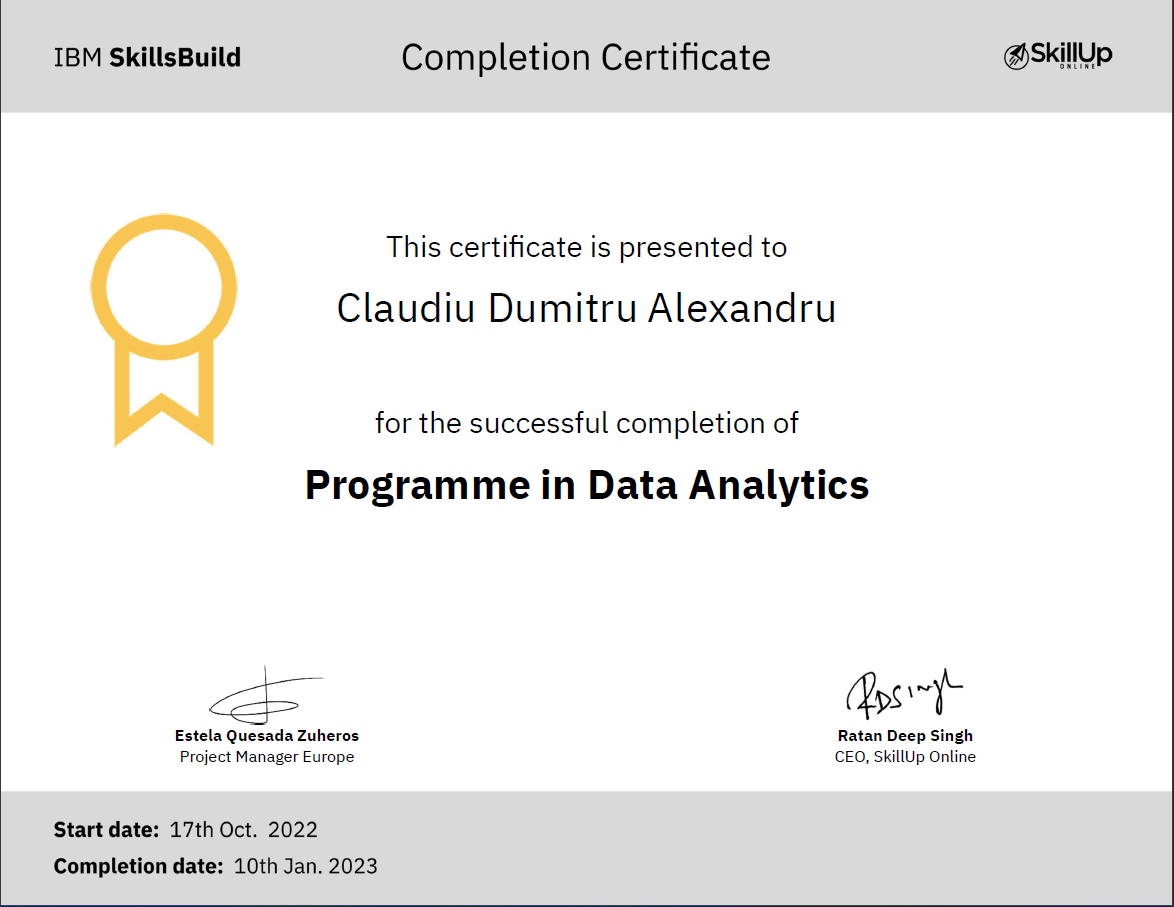 IBM SkillsBuild
Completion Certificate
SkillUp
ONLINE
This certificate is presented to
Claudiu Dumitru Alexandru
for the successful completion of
Programme in Data Analytics
RDSingh
Estela Quesada Zuheros
Project Manager Europe
Ratan Deep Singh
CEO, SkillUp Online
Start date: 17th Oct. 2022
Completion date: 10th Jan. 2023